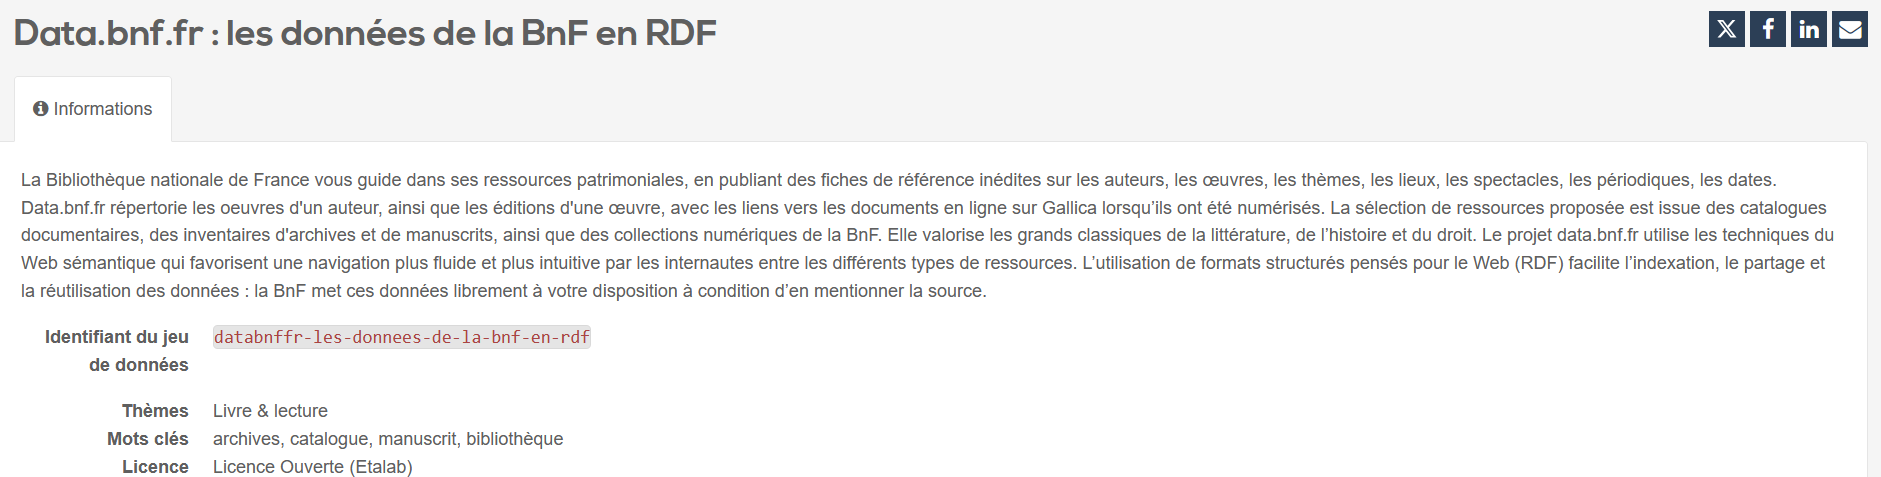 Data.bnf.fr : les données de la BnF en RDF
Informations
La Bibliothèque nationale de France vous guide dans ses ressources patrimoniales, en publiant des fiches de référence inédites sur les auteurs, les œuvres, les thèmes, les lieux, les spectacles, les périodiques, les dates.
Data.bnf.fr répertorie les oeuvres d'un auteur, ainsi que les éditions d'une œuvre, avec les liens vers les documents en ligne sur Gallica lorsqu’ils ont été numérisés. La sélection de ressources proposée est issue des catalogues
documentaires, des inventaires d'archives et de manuscrits, ainsi que des collections numériques de la BnF. Elle valorise les grands classiques de la littérature, de l’histoire et du droit. Le projet data.bnf.fr utilise les techniques du
Web sémantique qui favorisent une navigation plus fluide et plus intuitive par les internautes entre les différents types de ressources. L’utilisation de formats structurés pensés pour le Web (RDF) facilite l’indexation, le partage et
la réutilisation des données : la BnF met ces données librement à votre disposition à condition d’en mentionner la source.
Identifiant du jeu de données
databnffr-les-donnees-de-la-bnf-en-rdf
Thèmes Livre & lecture
Mots clés archives, catalogue, manuscrit, bibliothèque
Licence Licence Ouverte (Etalab)